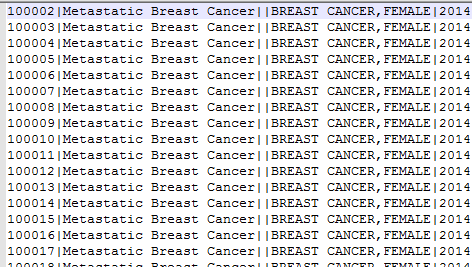 100002|Metastatic Breast Cancer||BREAST CANCER,FEMALE|2014
100003|Metastatic Breast Cancer||BREAST CANCER,FEMALE|2014
100004|Metastatic Breast Cancer||BREAST CANCER,FEMALE|2014
100005|Metastatic Breast Cancer||BREAST CANCER,FEMALE|2014
100006|Metastatic Breast Cancer||BREAST CANCER,FEMALE|2014
100007|Metastatic Breast Cancer||BREAST CANCER,FEMALE|2014
100008|Metastatic Breast Cancer||BREAST CANCER,FEMALE|2014
100009|Metastatic Breast Cancer||BREAST CANCER,FEMALE|2014
100010|Metastatic Breast Cancer||BREAST CANCER,FEMALE|2014
100011|Metastatic Breast Cancer||BREAST CANCER,FEMALE|2014
100012|Metastatic Breast Cancer||BREAST CANCER,FEMALE|2014
100013|Metastatic Breast Cancer||BREAST CANCER,FEMALE|2014
100014|Metastatic Breast Cancer||BREAST CANCER,FEMALE|2014
100015|Metastatic Breast Cancer||BREAST CANCER,FEMALE|2014
100016|Metastatic Breast Cancer||BREAST CANCER,FEMALE|2014
100017|Metastatic Breast Cancer||BREAST CANCER,FEMALE|2014